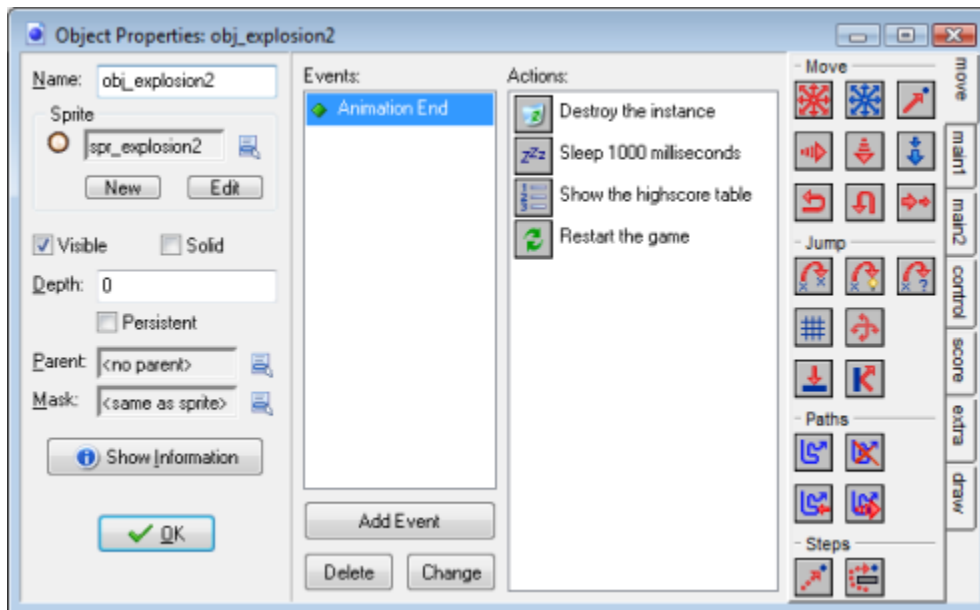 Object Properties: obj_explosion2
Name: obj_explosion2
Sprite
spr_explosion2
New Edit
Visible Solid
Depth: 0
Persistent
Parent: <no parent>
Mask: <same as sprite>
Show Information
OK
Events:
Animation End
Add Event
Delete Change
Actions:
Destroy the instance
Sleep 1000 milliseconds
Show the highscore table
Restart the game
Move
Jump
Paths
Steps
move
main1
main2
control
score
extra
draw